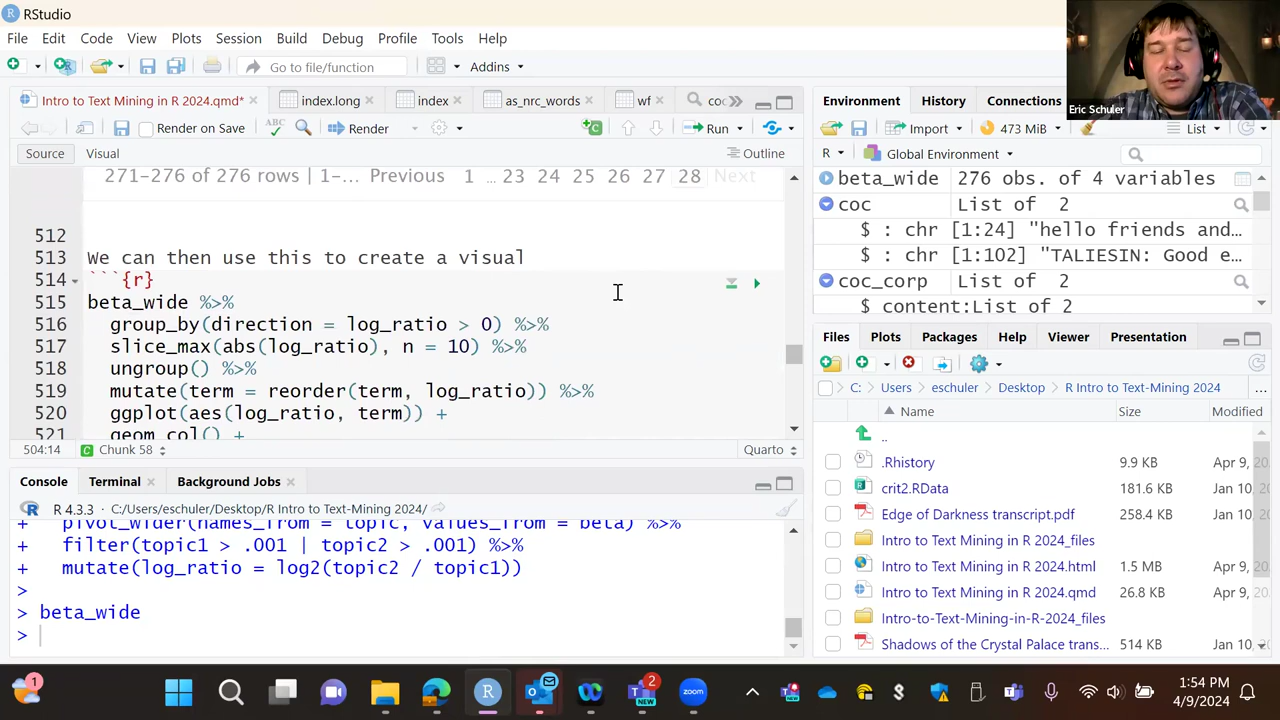 RStudio
File Edit Code View Plots Session Build Debug Profile Tools Help
Go to file/function Addins
Intro to Text Mining in R 2024.qmd* index.long index as_nrc_words wf coc
Render on Save Render Run
Source Visual Outline
271-276 of 276 rows | 1-... Previous 1 ... 23 24 25 26 27 28 Next
512
513 We can then use this to create a visual
514 ```{r}
515 beta_wide %>%
516 group_by(direction = log_ratio > 0) %>%
517 slice_max(abs(log_ratio), n = 10) %>%
518 ungroup() %>%
519 mutate(term = reorder(term, log_ratio)) %>%
520 ggplot(aes(log_ratio, term)) +
521 geom_col() +
504:14 Chunk 58 Quarto
Console Terminal Background Jobs
R 4.3.3 . C:/Users/eschuler/Desktop/R Intro to Text-Mining 2024/
+ pivot_wider(names_from = topic, values_from = beta) %>%
+ filter(topic1 > .001 | topic2 > .001) %>%
+ mutate(log_ratio = log2(topic2 / topic1))
>
> beta_wide
>
Eric Schuler
Environment History Connections
Import 473 MiB List
R Global Environment
beta_wide 276 obs. of 4 variables
coc List of 2
$ : chr [1:24] "hello friends and...
$ : chr [1:102] "TALIESIN: Good e...
coc_corp List of 2
$ content:List of 2
Files Plots Packages Help Viewer Presentation
C: Users eschuler Desktop R Intro to Text-Mining 2024 ...
Name Size Modified
..
.Rhistory 9.9 KB Apr 9, 20
crit2.RData 181.6 KB Jan 10,
Edge of Darkness transcript.pdf 258.4 KB Jan 10,
Intro to Text Mining in R 2024_files
Intro to Text Mining in R 2024.html 1.5 MB Apr 9, 20
Intro to Text Mining in R 2024.qmd 26.8 KB Apr 9, 20
Intro-to-Text-Mining-in-R-2024_files
Shadows of the Crystal Palace trans... 514 KB Jan 10,
1 NEW 2 zoom NEW 1:54 PM
4/9/2024